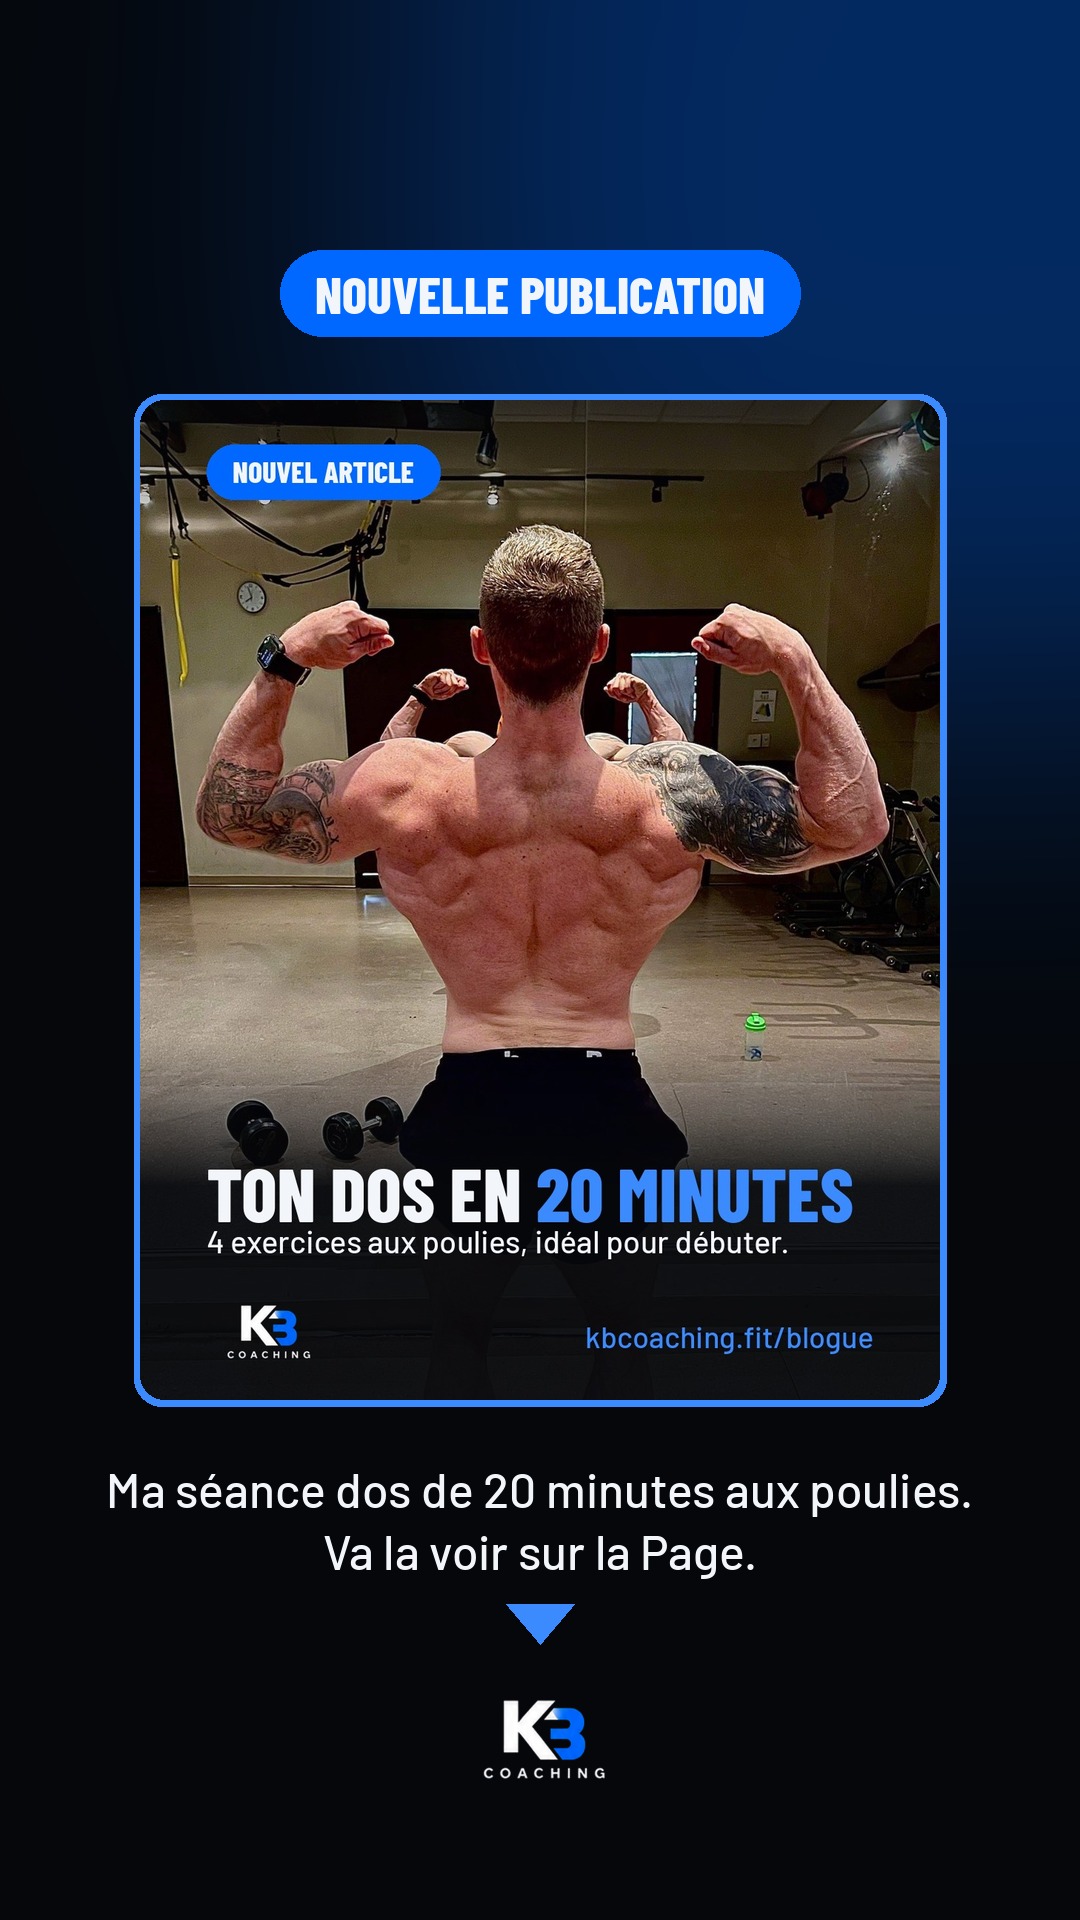 NOUVELLE PUBLICATION
NOUVEL ARTICLE
TON DOS EN 20 MINUTES
4 exercices aux poulies, idéal pour débuter.
KB
COACHING
kbcoaching.fit/blogue
Ma séance dos de 20 minutes aux poulies.
Va la voir sur la Page.
KB
COACHING